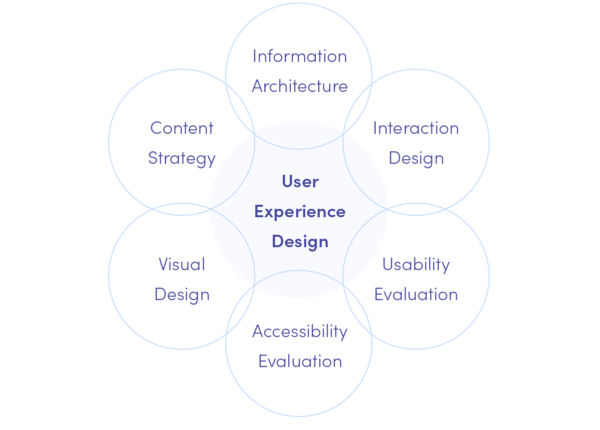 Information
Architecture
Content
Strategy
Interaction
Design
User
Experience
Design
Visual
Design
Usability
Evaluation
Accessibility
Evaluation